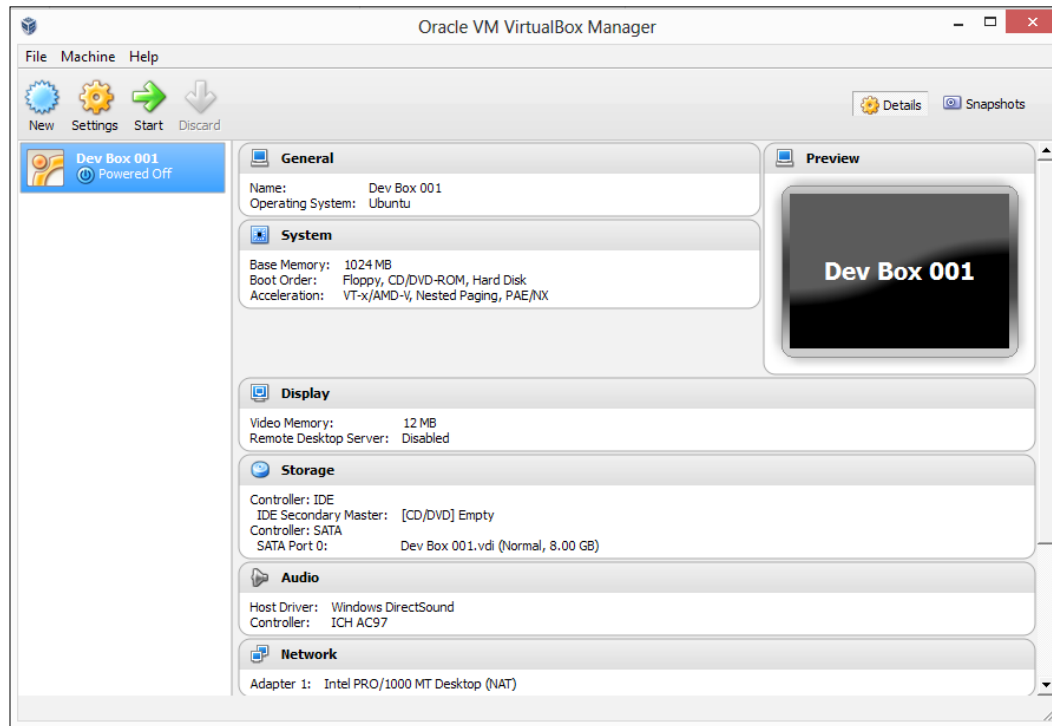 Oracle VM VirtualBox Manager
File Machine Help
New Settings Start Discard
Details Snapshots
Dev Box 001
Powered Off
General
Name: Dev Box 001
Operating System: Ubuntu
Preview
Dev Box 001
System
Base Memory: 1024 MB
Boot Order: Floppy, CD/DVD-ROM, Hard Disk
Acceleration: VT-x/AMD-V, Nested Paging, PAE/NX
Display
Video Memory: 12 MB
Remote Desktop Server: Disabled
Storage
Controller: IDE
IDE Secondary Master: [CD/DVD] Empty
Controller: SATA
SATA Port 0: Dev Box 001.vdi (Normal, 8.00 GB)
Audio
Host Driver: Windows DirectSound
Controller: ICH AC97
Network
Adapter 1: Intel PRO/1000 MT Desktop (NAT)